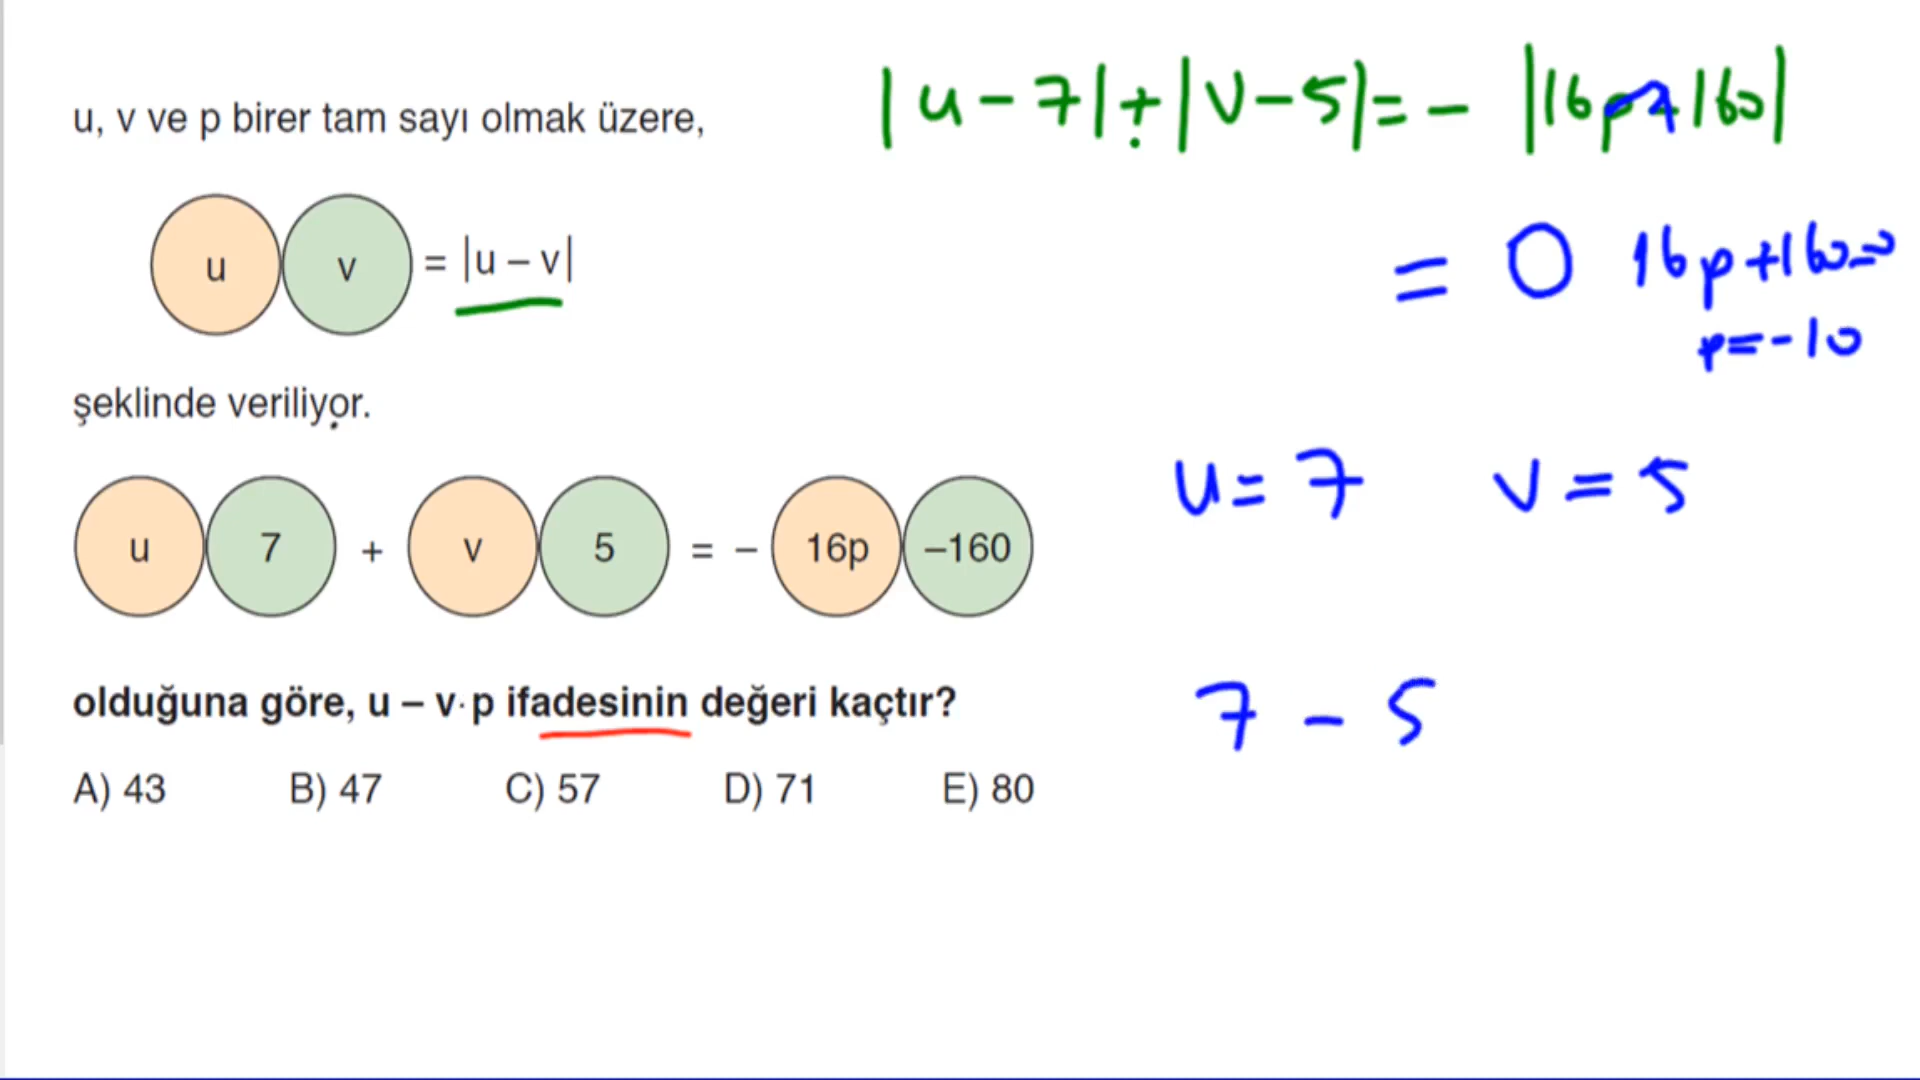 u, v ve p birer tam sayı olmak üzere,
|u – 7| + |v – 5| = – |16p + 160|
u v = |u – v|
= 0 16p+160=0
p=-10
şeklinde veriliyor.
u = 7 v = 5
u 7 + v 5 = – 16p –160
olduğuna göre, u – v·p ifadesinin değeri kaçtır?
7 – 5
A) 43 B) 47 C) 57 D) 71 E) 80